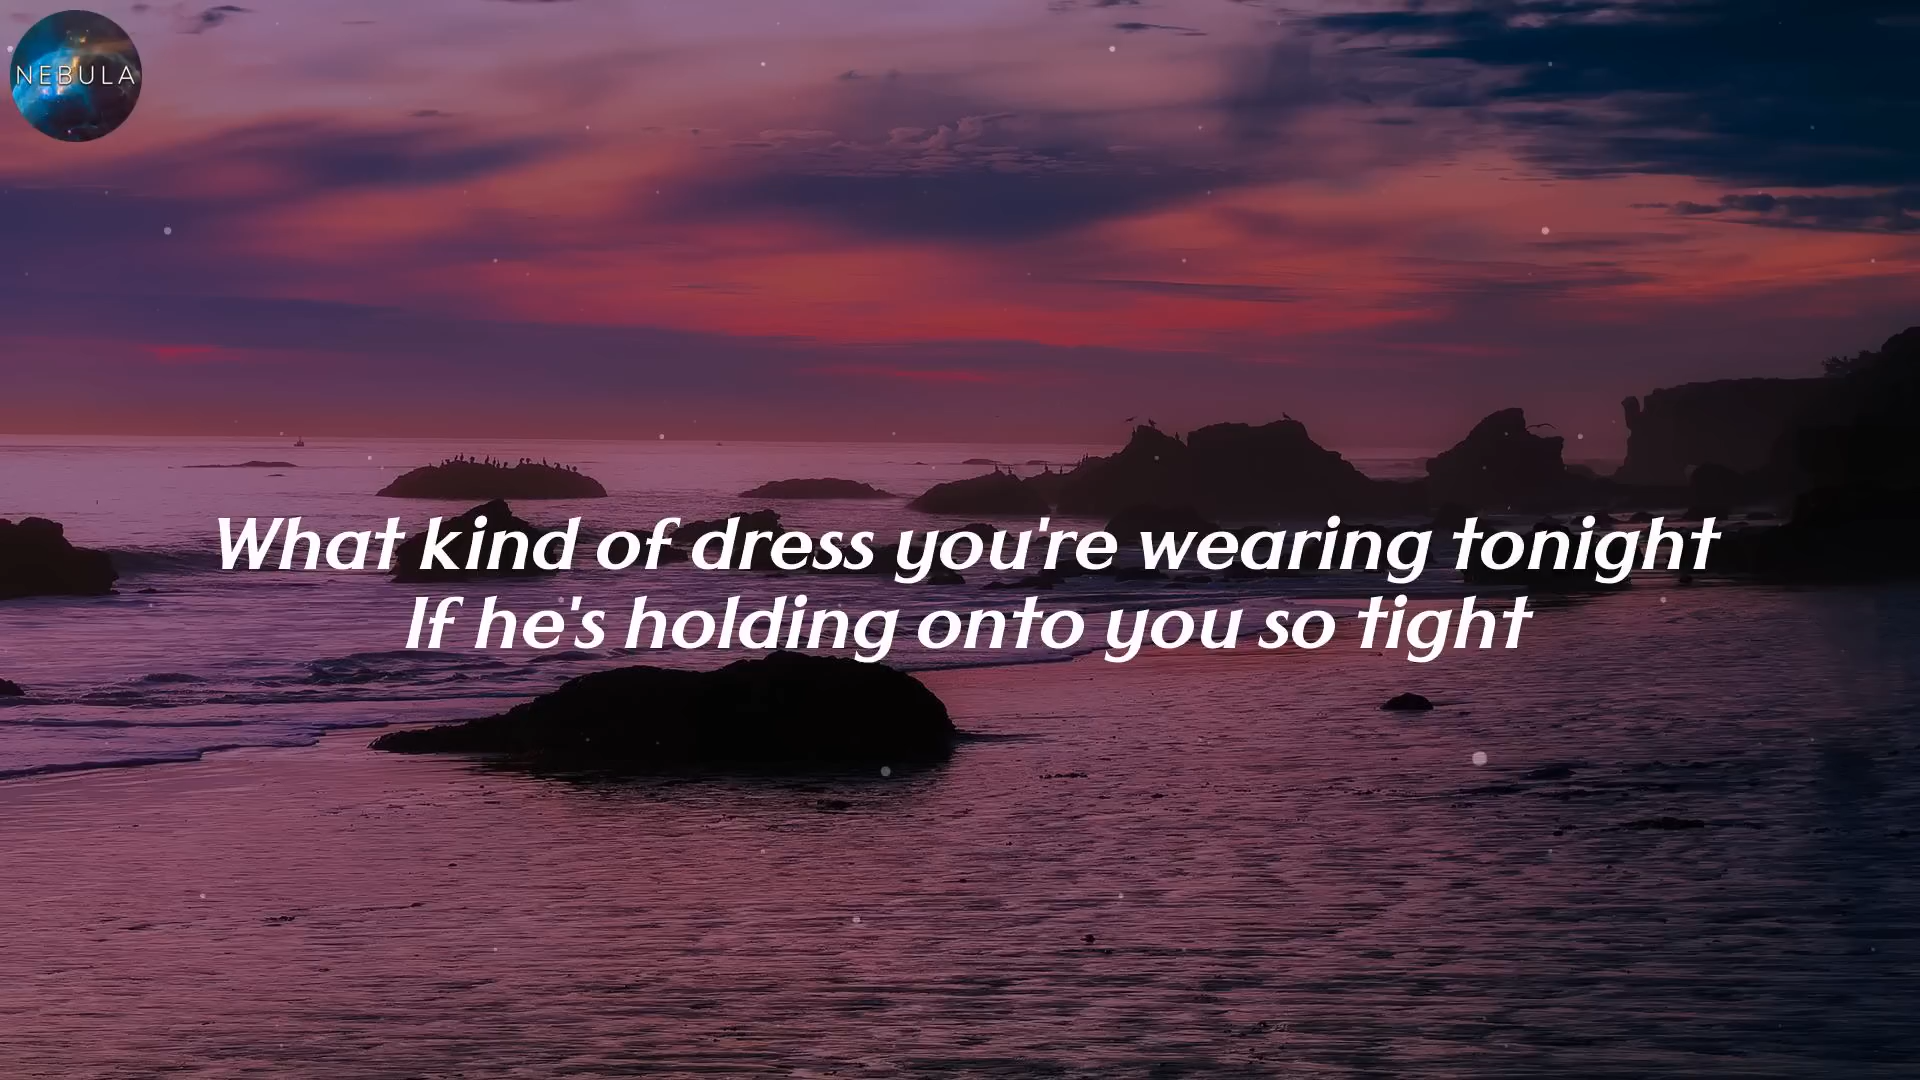 NEBULA
What kind of dress you're wearing tonight
If he's holding onto you so tight